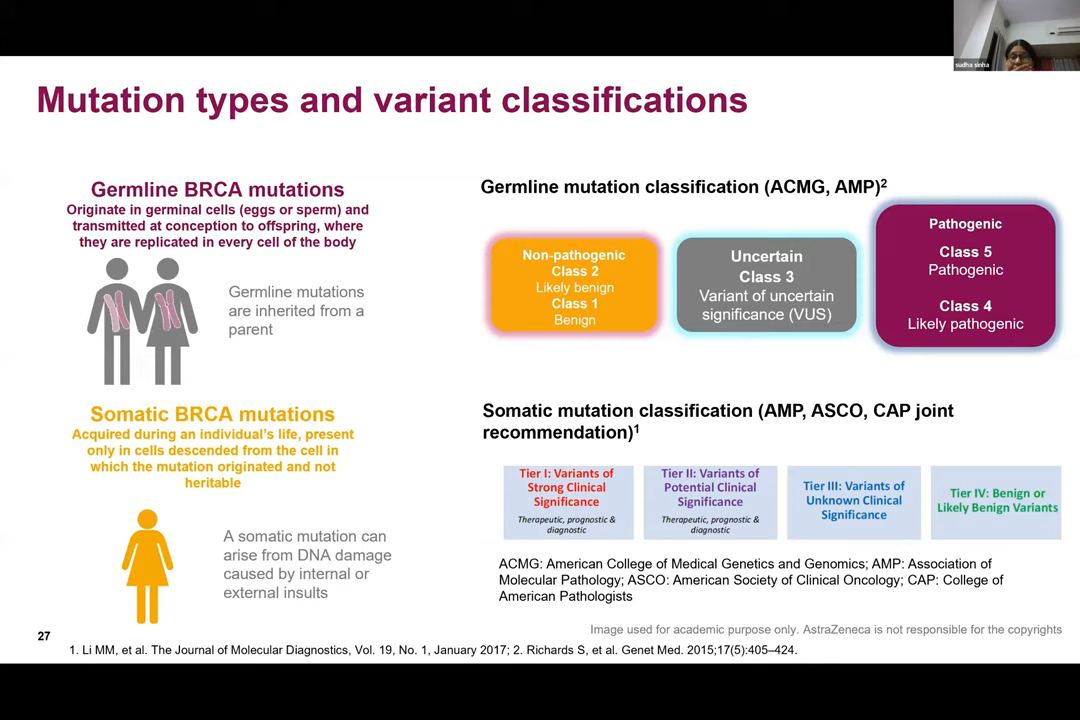 sudha sinha
Mutation types and variant classifications
Germline BRCA mutations
Originate in germinal cells (eggs or sperm) and
transmitted at conception to offspring, where
they are replicated in every cell of the body
Germline mutations
are inherited from a
parent
Somatic BRCA mutations
Acquired during an individual's life, present
only in cells descended from the cell in
which the mutation originated and not
heritable
A somatic mutation can
arise from DNA damage
caused by internal or
external insults
Germline mutation classification (ACMG, AMP)2
Non-pathogenic
Class 2
Likely benign
Class 1
Benign
Uncertain
Class 3
Variant of uncertain
significance (VUS)
Pathogenic
Class 5
Pathogenic
Class 4
Likely pathogenic
Somatic mutation classification (AMP, ASCO, CAP joint
recommendation)1
Tier I: Variants of
Strong Clinical
Significance
Therapeutic, prognostic &
diagnostic
Tier II: Variants of
Potential Clinical
Significance
Therapeutic, prognostic &
diagnostic
Tier III: Variants of
Unknown Clinical
Significance
Tier IV: Benign or
Likely Benign Variants
ACMG: American College of Medical Genetics and Genomics; AMP: Association of
Molecular Pathology; ASCO: American Society of Clinical Oncology; CAP: College of
American Pathologists
Image used for academic purpose only. AstraZeneca is not responsible for the copyrights
27
1. Li MM, et al. The Journal of Molecular Diagnostics, Vol. 19, No. 1, January 2017; 2. Richards S, et al. Genet Med. 2015;17(5):405–424.